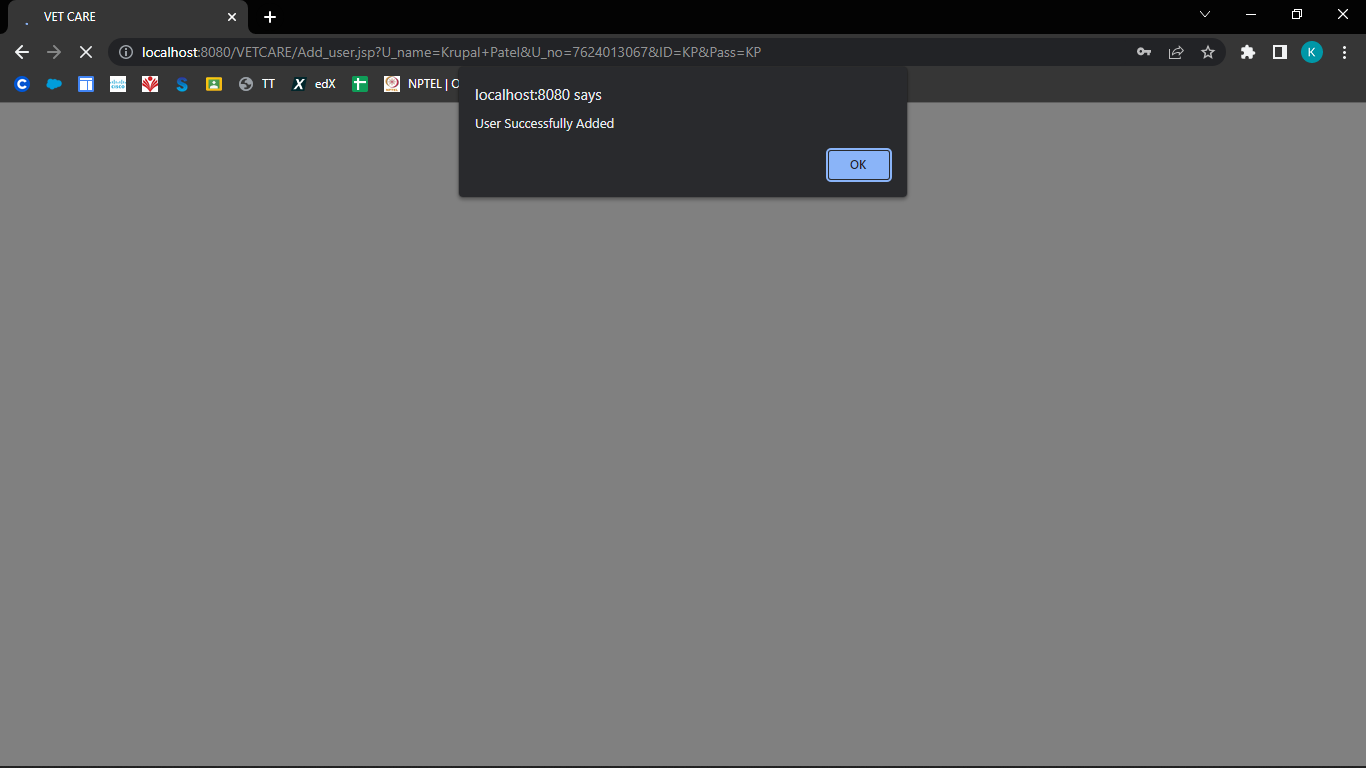 VET CARE
localhost:8080/VETCARE/Add_user.jsp?U_name=Krupal+Patel&U_no=7624013067&ID=KP&Pass=KP
K
C
CISCO
S
TT
X edX
NPTEL | O
localhost:8080 says
User Successfully Added
OK